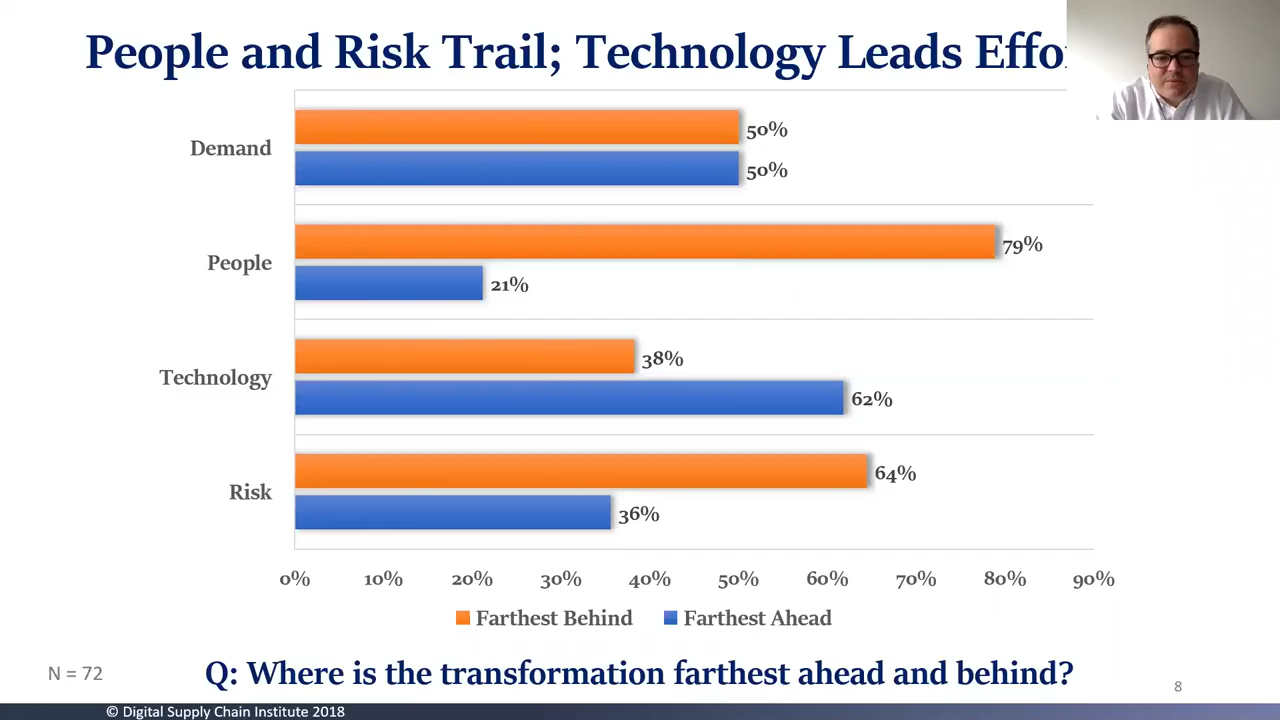 People and Risk Trail; Technology Leads
Demand
50%
50%
People
79%
21%
Technology
38%
62%
Risk
64%
36%
0% 10% 20% 30% 40% 50% 60% 70% 80% 90%
Farthest Behind Farthest Ahead
N = 72
Q: Where is the transformation farthest ahead and behind?
8
© Digital Supply Chain Institute 2018